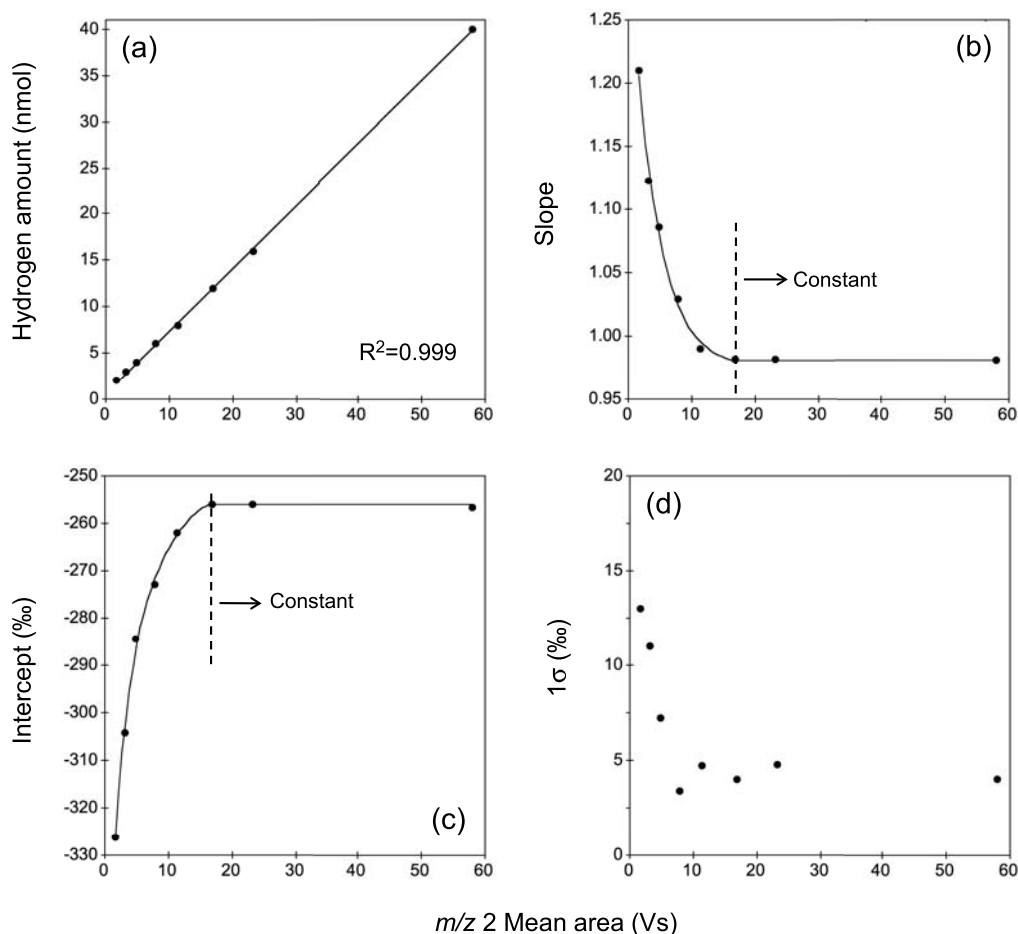 (a)
Hydrogen amount (nmol)
40
35
30
25
20
15
10
5
0
R²=0.999
0 10 20 30 40 50 60
(b)
Slope
1.25
1.20
1.15
1.10
1.05
1.00
0.95
Constant
0 10 20 30 40 50 60
Intercept (‰)
-250
-260
-270
-280
-290
-300
-310
-320
-330
Constant
(c)
0 10 20 30 40 50 60
(d)
1σ (‰)
20
15
10
5
0
0 10 20 30 40 50 60
m/z 2 Mean area (Vs)